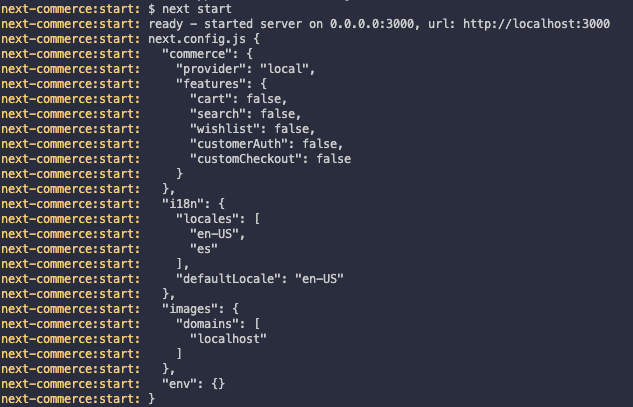 next-commerce:start: $ next start
next-commerce:start: ready - started server on 0.0.0.0:3000, url: http://localhost:3000
next-commerce:start: next.config.js {
next-commerce:start:   "commerce": {
next-commerce:start:     "provider": "local",
next-commerce:start:     "features": {
next-commerce:start:       "cart": false,
next-commerce:start:       "search": false,
next-commerce:start:       "wishlist": false,
next-commerce:start:       "customerAuth": false,
next-commerce:start:       "customCheckout": false
next-commerce:start:     }
next-commerce:start:   },
next-commerce:start:   "i18n": {
next-commerce:start:     "locales": [
next-commerce:start:       "en-US",
next-commerce:start:       "es"
next-commerce:start:     ],
next-commerce:start:     "defaultLocale": "en-US"
next-commerce:start:   },
next-commerce:start:   "images": {
next-commerce:start:     "domains": [
next-commerce:start:       "localhost"
next-commerce:start:     ]
next-commerce:start:   },
next-commerce:start:   "env": {}
next-commerce:start: }